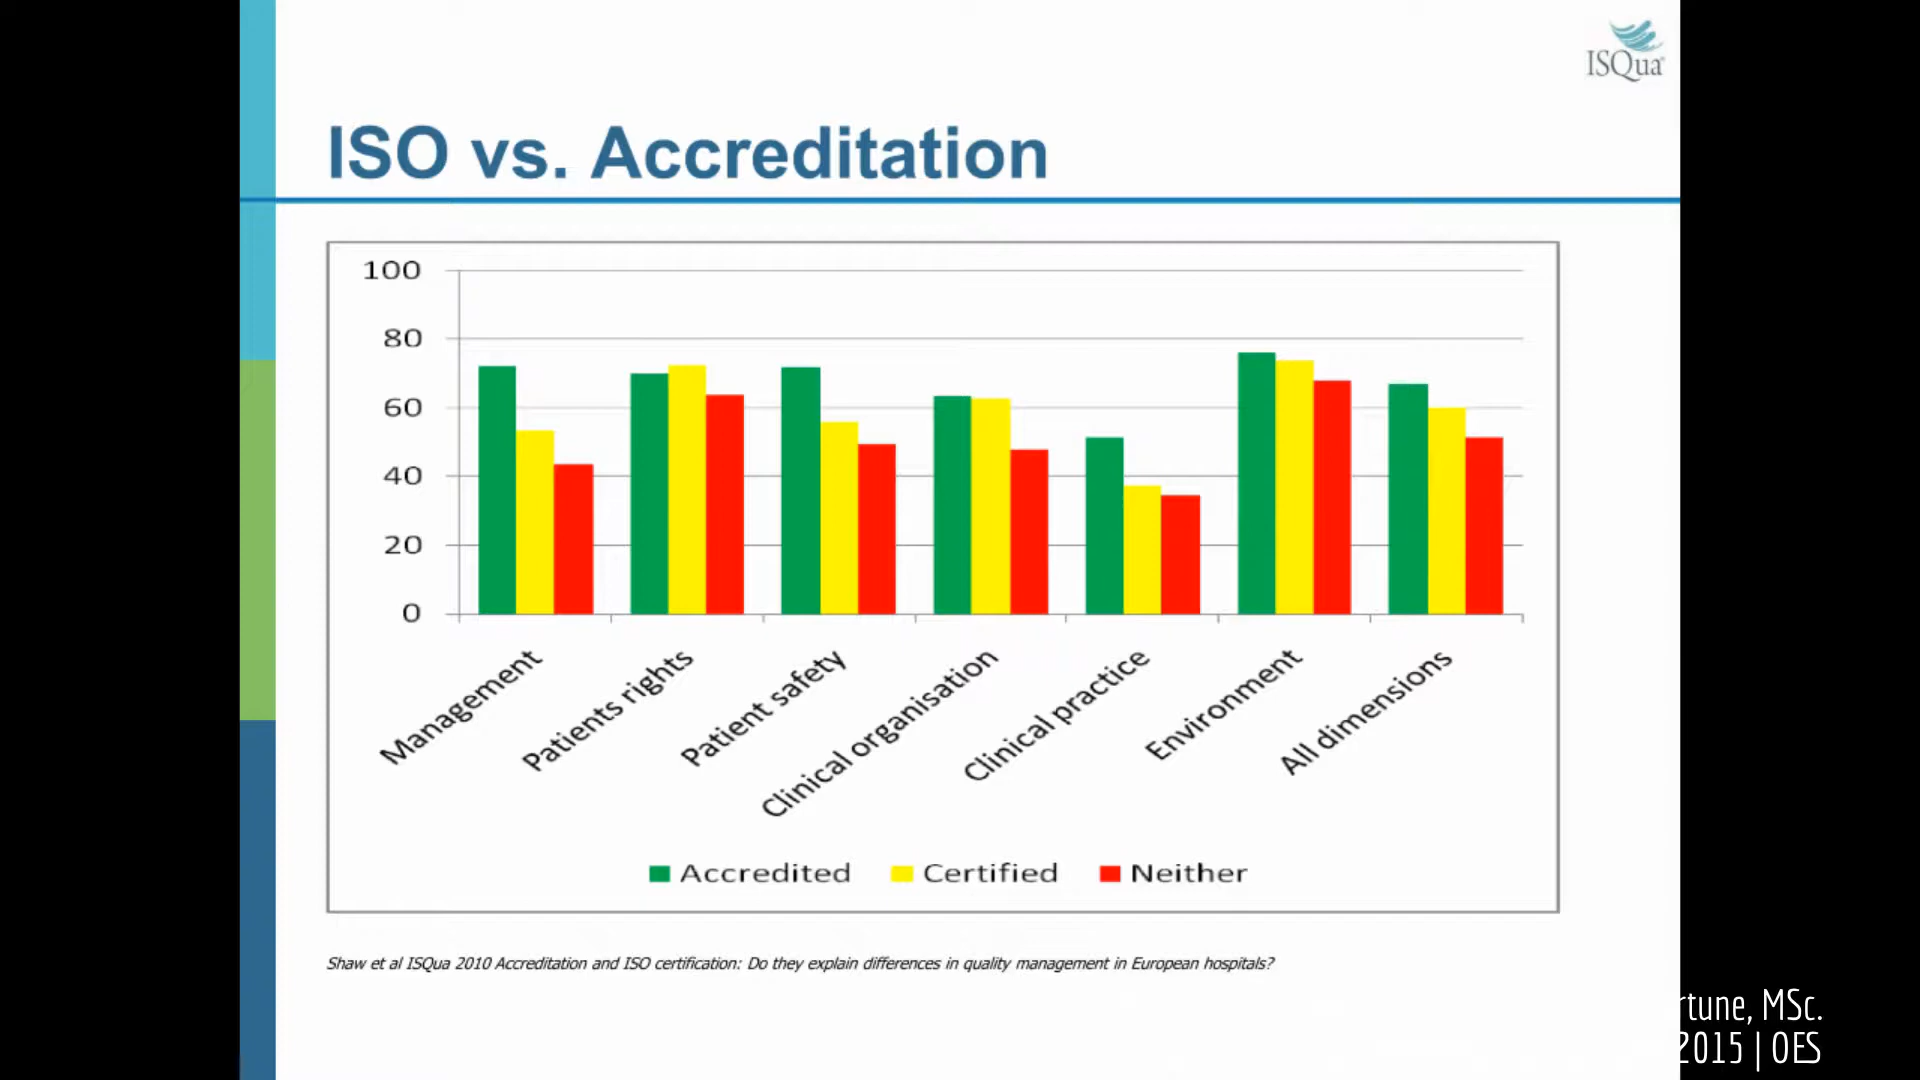 ISQua
ISO vs. Accreditation
100
80
60
40
20
0
Management
Patients rights
Patient safety
Clinical organisation
Clinical practice
Environment
All dimensions
Accredited Certified Neither
Shaw et al ISQua 2010 Accreditation and ISO certification: Do they explain differences in quality management in European hospitals?
MSc.
2015 | OES